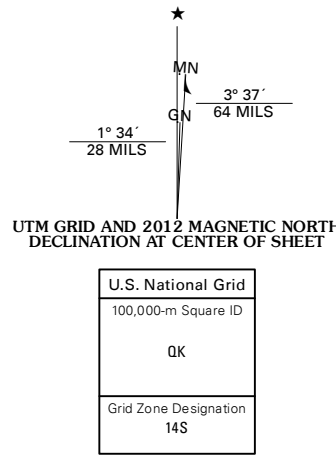 ★
MN
3° 37´
64 MILS
GN
1° 34´
28 MILS
UTM GRID AND 2012 MAGNETIC NORTH
DECLINATION AT CENTER OF SHEET
U.S. National Grid
100,000-m Square ID
QK
Grid Zone Designation
14S